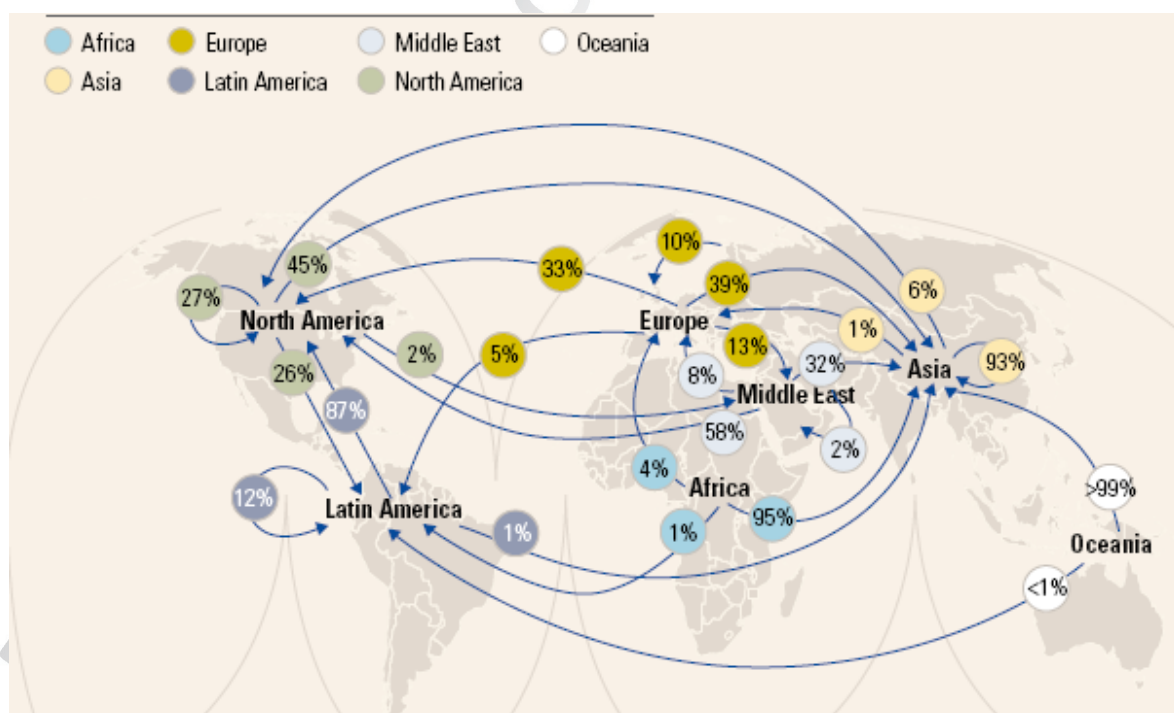 Africa Europe Middle East Oceania
Asia Latin America North America
10%
45% 33%
39% 6%
27%
North America Europe 1%
2% 5% 13%
32% Asia 93%
26% 8%
Middle East
87%
58% 2%
4%
12% Africa >99%
Latin America
1% 1% 95%
Oceania
<1%